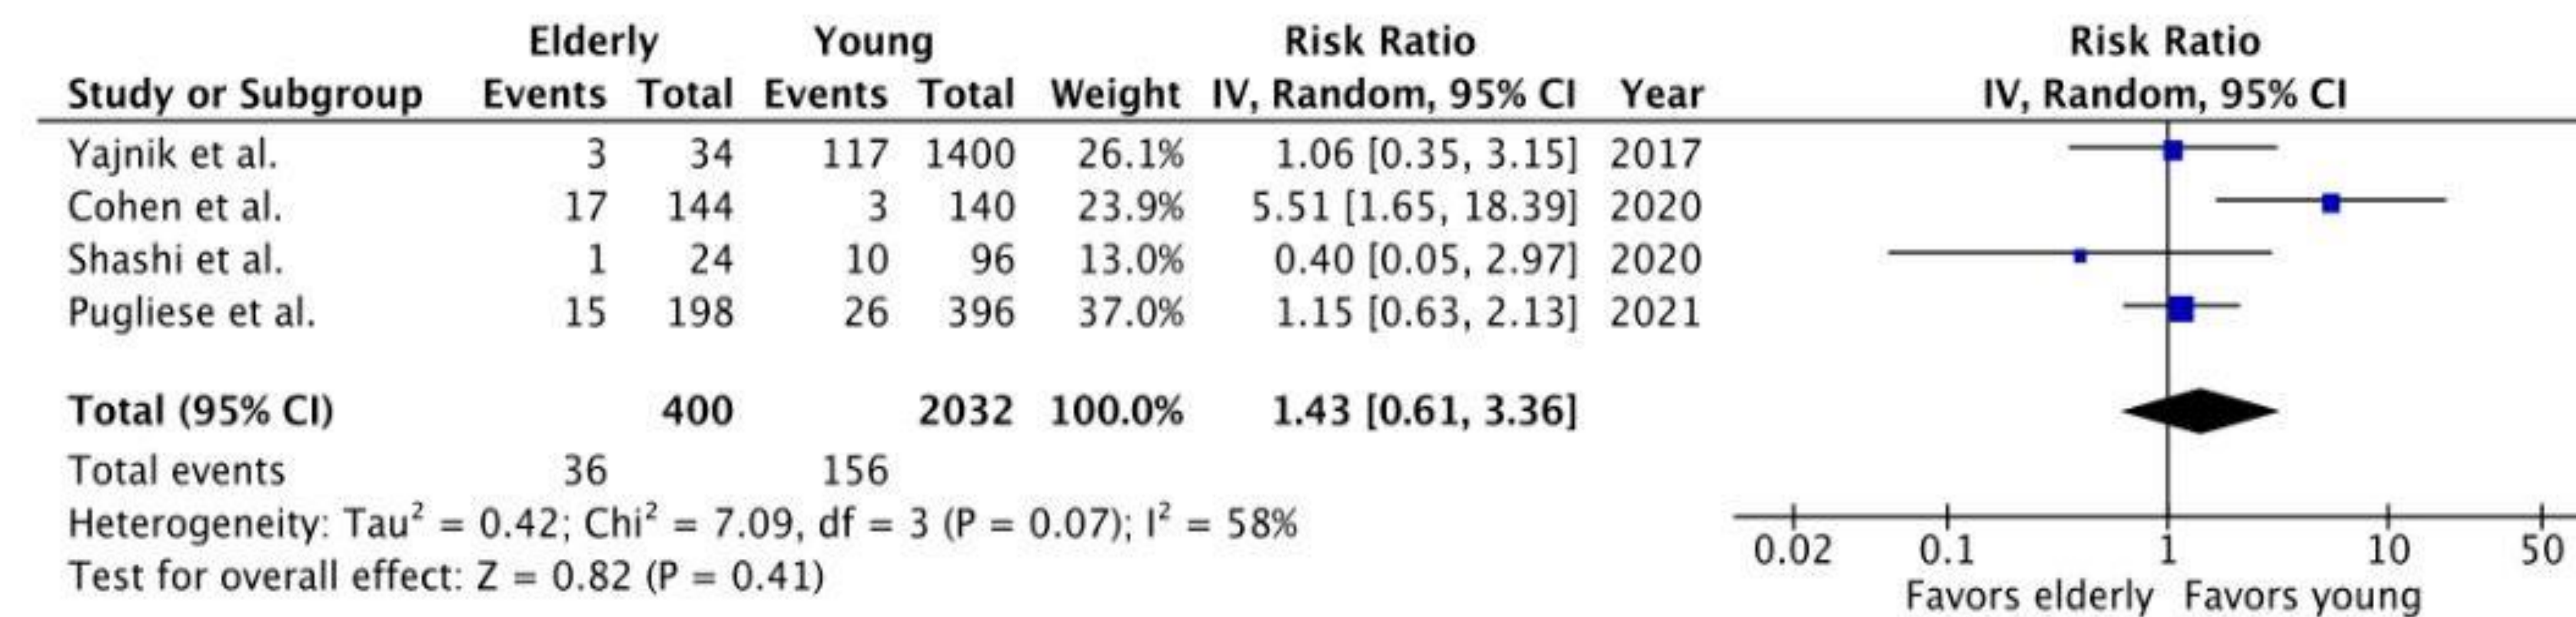 Elderly Young Risk Ratio Risk Ratio
Study or Subgroup Events Total Events Total Weight IV, Random, 95% CI Year IV, Random, 95% CI
Yajnik et al. 3 34 117 1400 26.1% 1.06 [0.35, 3.15] 2017
Cohen et al. 17 144 3 140 23.9% 5.51 [1.65, 18.39] 2020
Shashi et al. 1 24 10 96 13.0% 0.40 [0.05, 2.97] 2020
Pugliese et al. 15 198 26 396 37.0% 1.15 [0.63, 2.13] 2021
Total (95% CI) 400 2032 100.0% 1.43 [0.61, 3.36]
Total events 36 156
Heterogeneity: Tau² = 0.42; Chi² = 7.09, df = 3 (P = 0.07); I² = 58%
Test for overall effect: Z = 0.82 (P = 0.41)
0.02 0.1 1 10 50
Favors elderly Favors young